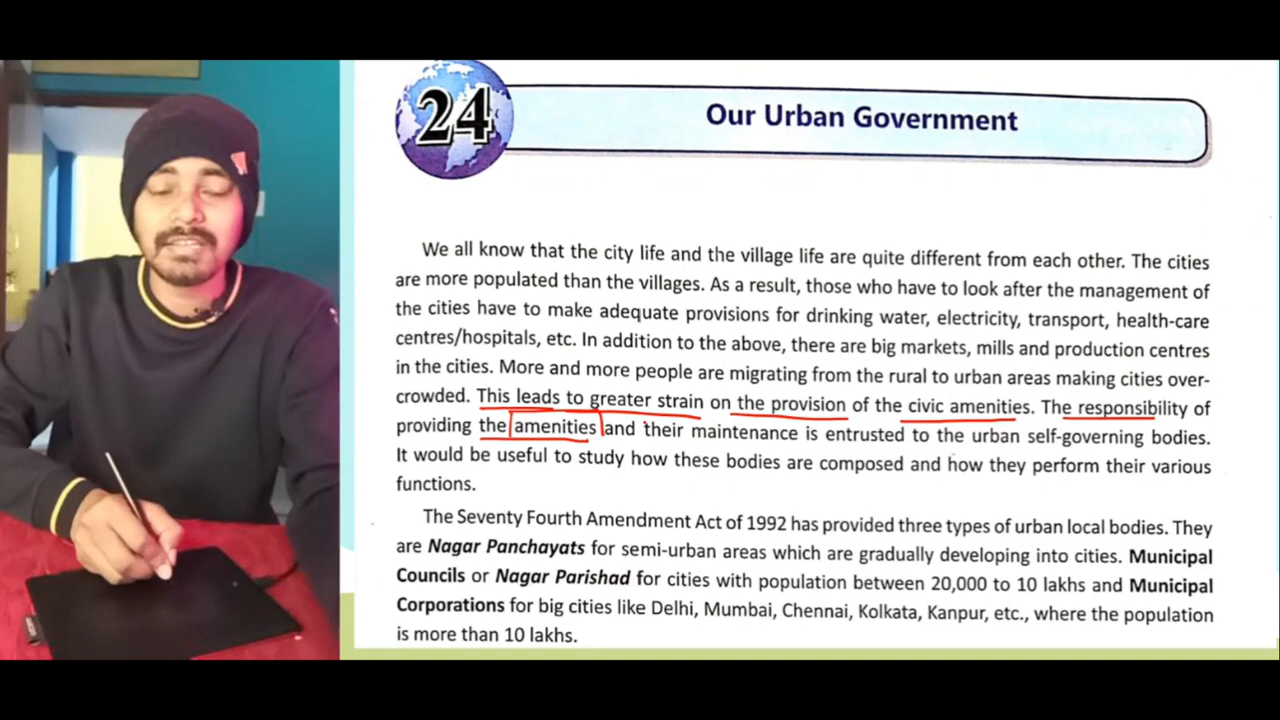 24
Our Urban Government
We all know that the city life and the village life are quite different from each other. The cities
are more populated than the villages. As a result, those who have to look after the management of
the cities have to make adequate provisions for drinking water, electricity, transport, health-care
centres/hospitals, etc. In addition to the above, there are big markets, mills and production centres
in the cities. More and more people are migrating from the rural to urban areas making cities over-
crowded. This leads to greater strain on the provision of the civic amenities. The responsibility of
providing the amenities and their maintenance is entrusted to the urban self-governing bodies.
It would be useful to study how these bodies are composed and how they perform their various
functions.
The Seventy Fourth Amendment Act of 1992 has provided three types of urban local bodies. They
are Nagar Panchayats for semi-urban areas which are gradually developing into cities. Municipal
Councils or Nagar Parishad for cities with population between 20,000 to 10 lakhs and Municipal
Corporations for big cities like Delhi, Mumbai, Chennai, Kolkata, Kanpur, etc., where the population
is more than 10 lakhs.